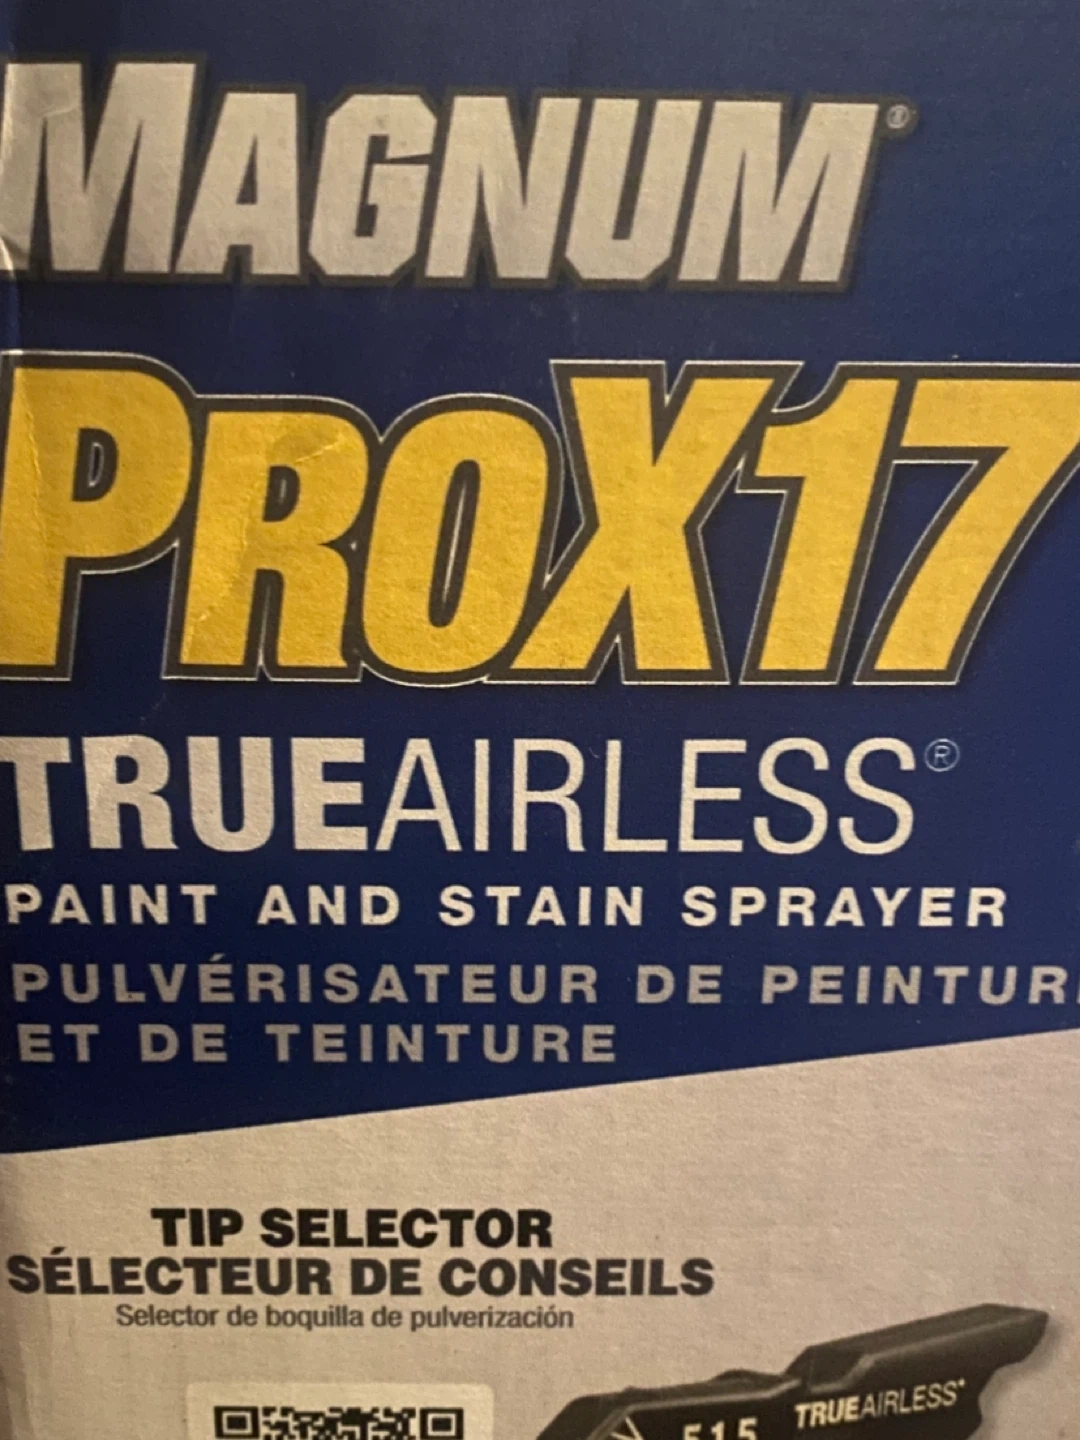 MAGNUM®
PROX17
TRUEAIRLESS®
PAINT AND STAIN SPRAYER
PULVÉRISATEUR DE PEINTUR
ET DE TEINTURE
TIP SELECTOR
SÉLECTEUR DE CONSEILS
Selector de boquilla de pulverización
515 TRUEAIRLESS